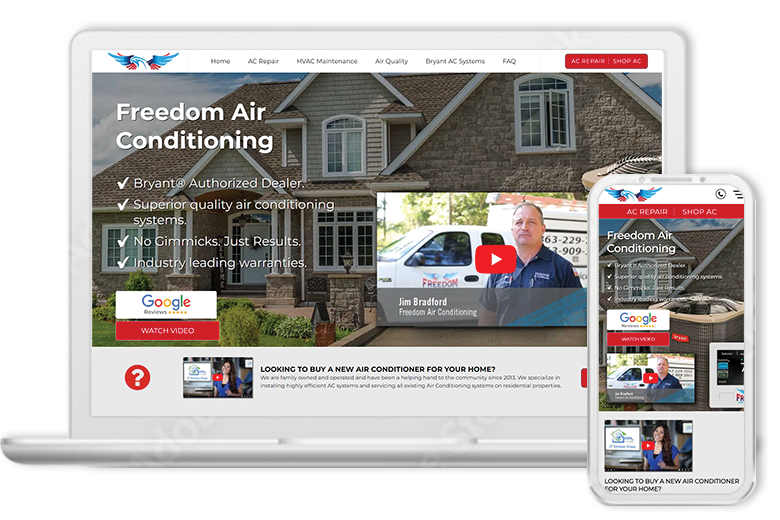 Home AC Repair HVAC Maintenance Air Quality Bryant AC Systems FAQ AC REPAIR | SHOP AC
Freedom Air
Conditioning
Bryant® Authorized Dealer.
Superior quality air conditioning
systems.
No Gimmicks. Just Results.
Industry leading warranties.
Google
Reviews
WATCH VIDEO
FREEDOM
Jim Bradford
Freedom Air Conditioning
?
LOOKING TO BUY A NEW AIR CONDITIONER FOR YOUR HOME?
We are family owned and operated and have been a helping hand to the community since 2013. We specialize in
installing highly efficient AC systems and servicing all existing Air Conditioning systems on residential properties.
AC REPAIR | SHOP AC
Freedom Air
Conditioning
Bryant® Authorized Dealer.
Superior quality air conditioning systems.
No Gimmicks. Just Results.
Industry leading warranties.
Google
Reviews
WATCH VIDEO
Jim Bradford
LOOKING TO BUY A NEW AIR CONDITIONER
FOR YOUR HOME?